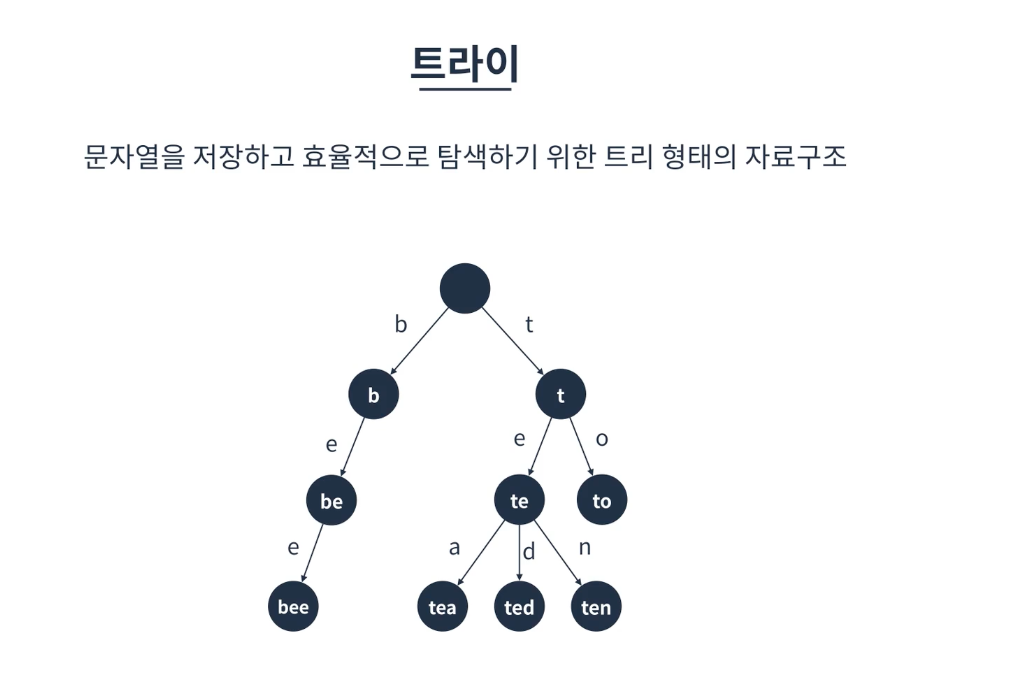 트라이
문자열을 저장하고 효율적으로 탐색하기 위한 트리 형태의 자료구조
b t
b t
e e o
be te to
e a d n
bee tea ted ten